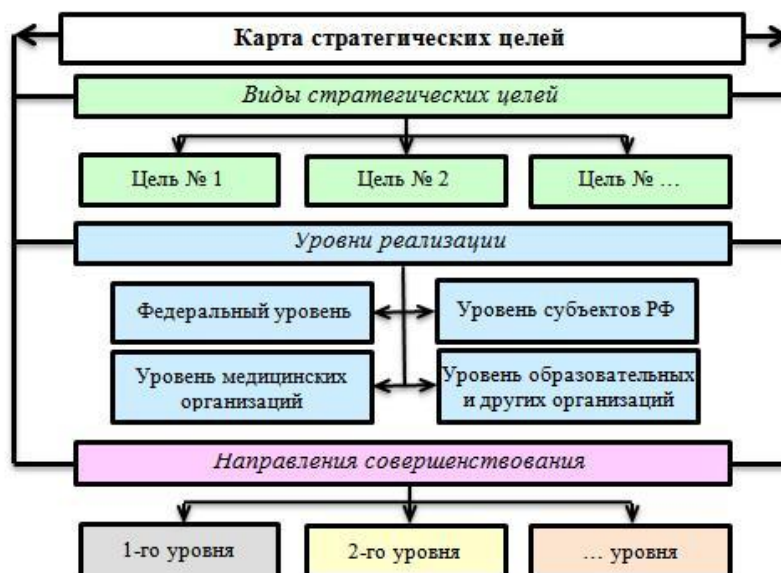 Карта стратегических целей
Виды стратегических целей
Цель № 1
Цель № 2
Цель № ...
Уровни реализации
Федеральный уровень
Уровень субъектов РФ
Уровень медицинских
организаций
Уровень образовательных
и других организаций
Направления совершенствования
1-го уровня
2-го уровня
... уровня